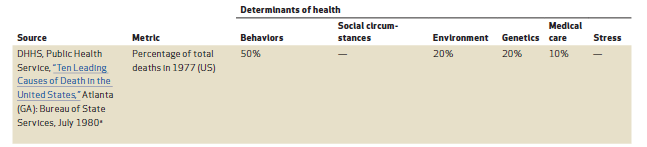 Determinants of health
Social circum- Medical
Source Metric Behaviors stances Environment Genetics care Stress
DHHS, Public Health Percentage of total 50% — 20% 20% 10% —
Service, "Ten Leading deaths in 1977 (US)
Causes of Death in the
United States," Atlanta
(GA): Bureau of State
Services, July 1980ᵃ